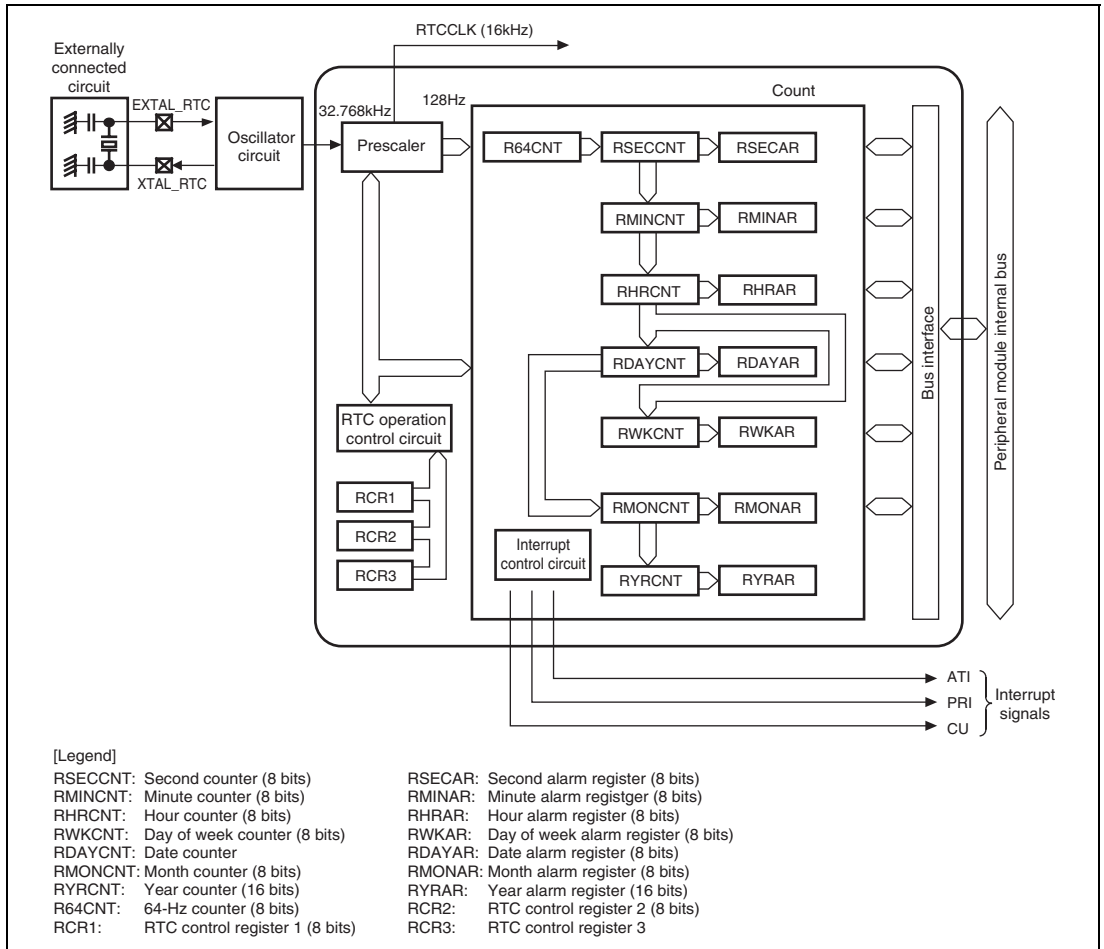 RTCCLK (16kHz)
Externally
connected
circuit
EXTAL_RTC
XTAL_RTC
Oscillator
circuit
32.768kHz
Prescaler
128Hz
Count
R64CNT
RSECCNT
RSECAR
RMINCNT
RMINAR
RHRCNT
RHRAR
RDAYCNT
RDAYAR
RWKCNT
RWKAR
RMONCNT
RMONAR
RYRCNT
RYRAR
RTC operation
control circuit
RCR1
RCR2
RCR3
Interrupt
control circuit
Bus interface
Peripheral module internal bus
ATI
PRI
CU
Interrupt
signals
[Legend]
RSECCNT: Second counter (8 bits)
RMINCNT: Minute counter (8 bits)
RHRCNT: Hour counter (8 bits)
RWKCNT: Day of week counter (8 bits)
RDAYCNT: Date counter
RMONCNT: Month counter (8 bits)
RYRCNT: Year counter (16 bits)
R64CNT: 64-Hz counter (8 bits)
RCR1: RTC control register 1 (8 bits)
RSECAR: Second alarm register (8 bits)
RMINAR: Minute alarm registger (8 bits)
RHRAR: Hour alarm register (8 bits)
RWKAR: Day of week alarm register (8 bits)
RDAYAR: Date alarm register (8 bits)
RMONAR: Month alarm register (8 bits)
RYRAR: Year alarm register (16 bits)
RCR2: RTC control register 2 (8 bits)
RCR3: RTC control register 3